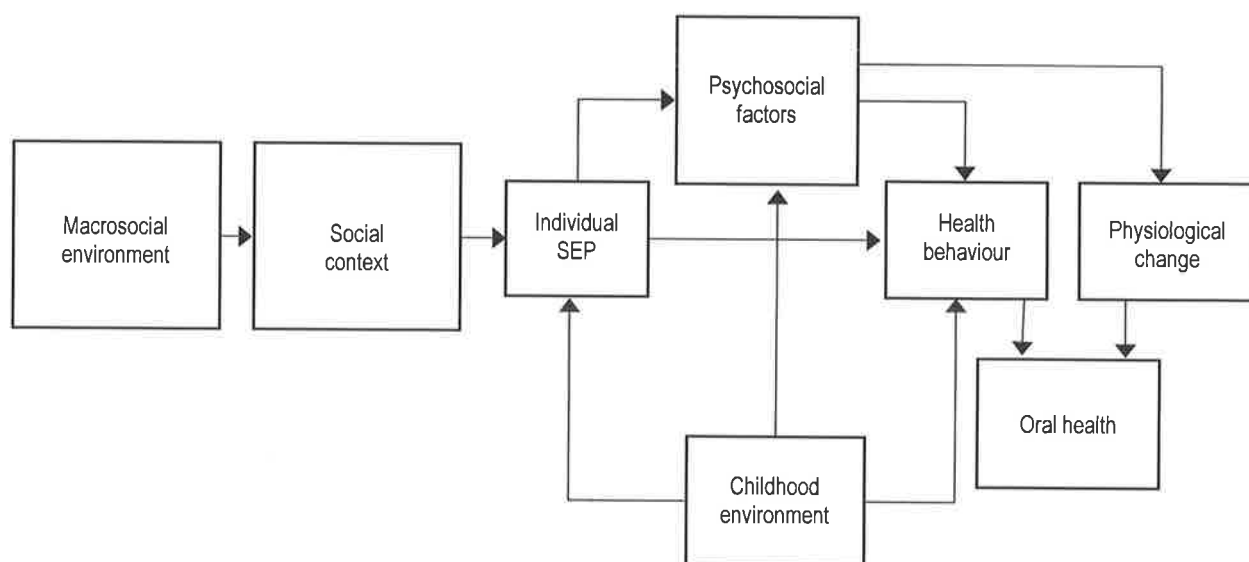 Psychosocial
factors
Macrosocial
environment
Social
context
Individual
SEP
Health
behaviour
Physiological
change
Oral health
Childhood
environment